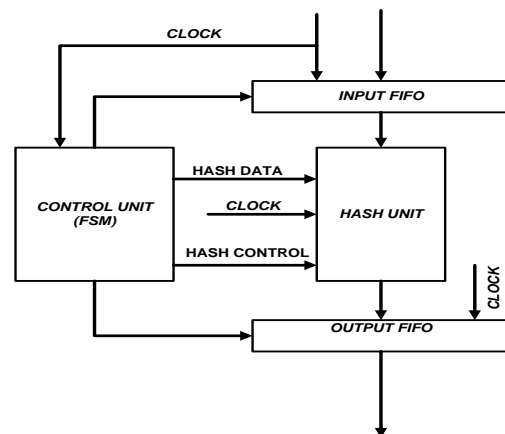 CLOCK
INPUT FIFO
HASH DATA
CONTROL UNIT
(FSM)
CLOCK
HASH UNIT
HASH CONTROL
CLOCK
OUTPUT FIFO